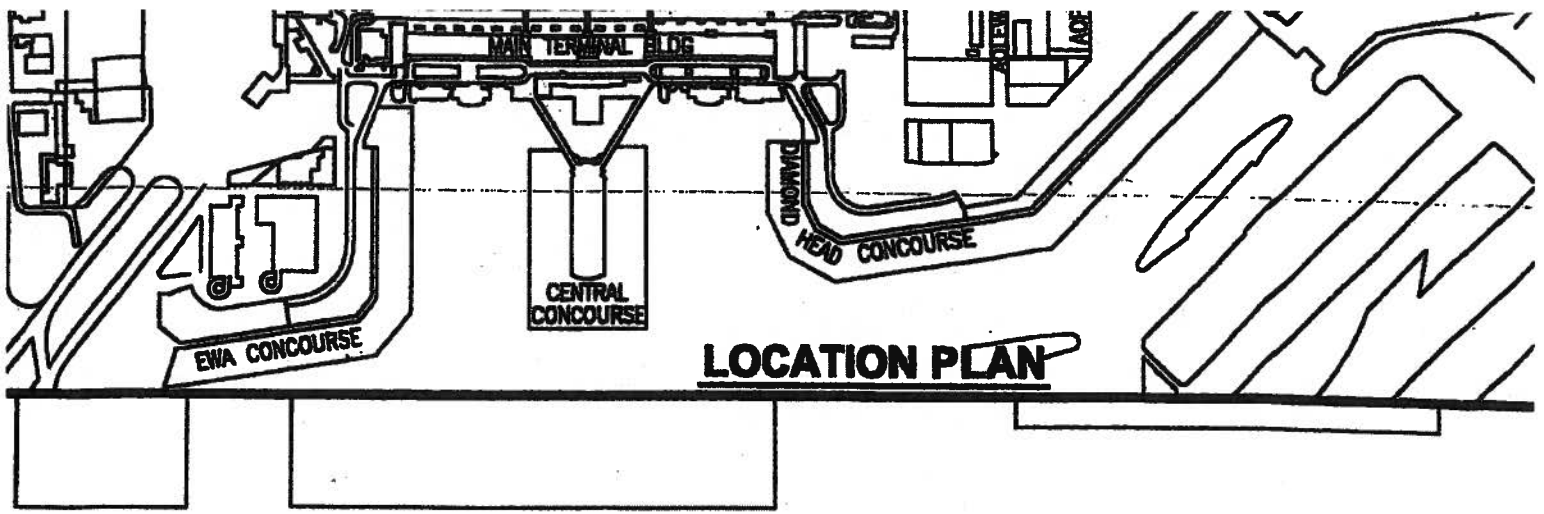 MAIN TERMINAL BLDG
DIAMOND
HEAD CONCOURSE
CENTRAL
CONCOURSE
EWA CONCOURSE
LOCATION PLAN